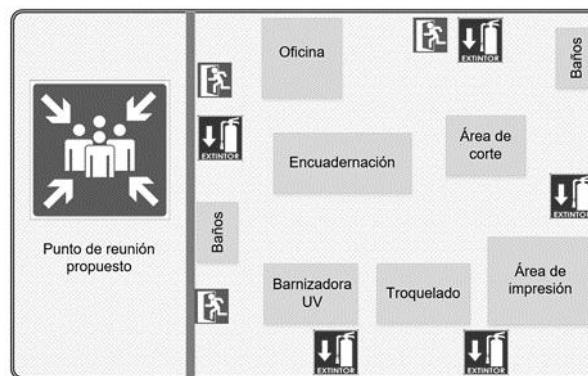 Oficina
EXTINTOR
Baños
EXTINTOR
Encuadernación
Área de
corte
EXTINTOR
Baños
Punto de reunión
propuesto
Barnizadora
UV
Troquelado
Área de
impresión
EXTINTOR
EXTINTOR